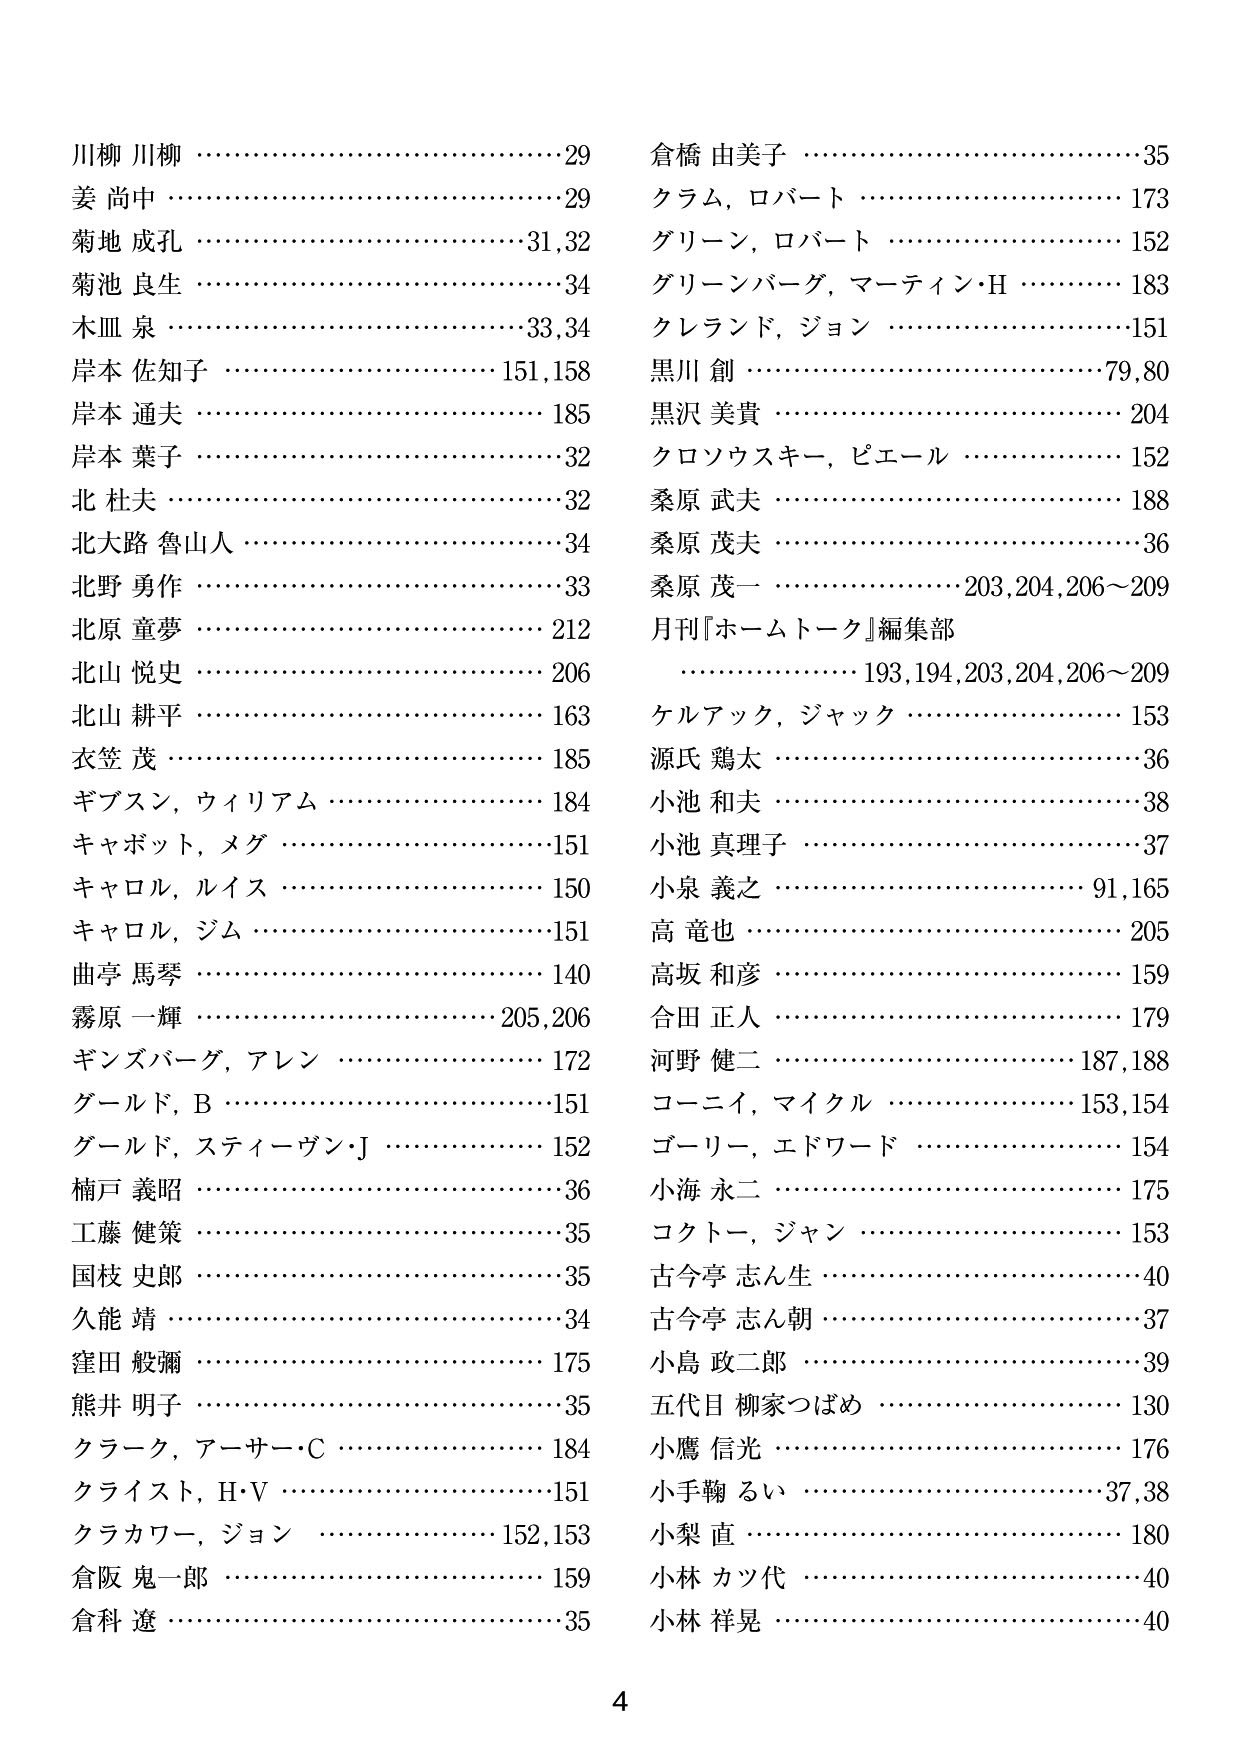 川柳 川柳 ……………………………………29
姜 尚中 ……………………………………29
菊地 成孔 ………………………………31,32
菊池 良生 ……………………………………34
木皿 泉 …………………………………33,34
岸本 佐知子 …………………………151,158
岸本 通夫 ………………………………… 185
岸本 葉子 ……………………………………32
北 杜夫 ……………………………………32
北大路 魯山人 ………………………………34
北野 勇作 ……………………………………33
北原 童夢 ………………………………… 212
北山 悦史 ………………………………… 206
北山 耕平 ………………………………… 163
衣笠 茂 …………………………………… 185
ギブスン, ウィリアム …………………… 184
キャボット, メグ …………………………151
キャロル, ルイス ………………………… 150
キャロル, ジム ……………………………151
曲亭 馬琴 ………………………………… 140
霧原 一輝 ……………………………205,206
ギンズバーグ, アレン …………………… 172
グールド, B ………………………………151
グールド, スティーヴン・J ……………… 152
楠戸 義昭 ……………………………………36
工藤 健策 ……………………………………35
国枝 史郎 ……………………………………35
久能 靖 ……………………………………34
窪田 般彌 ………………………………… 175
熊井 明子 ……………………………………35
クラーク, アーサー・C …………………… 184
クライスト, H・V …………………………151
クラカワー, ジョン …………………152,153
倉阪 鬼一郎 ……………………………… 159
倉科 遼 ……………………………………35
倉橋 由美子 …………………………………35
クラム, ロバート ………………………… 173
グリーン, ロバート ……………………… 152
グリーンバーグ, マーティン・H ………… 183
クレランド, ジョン ………………………151
黒川 創 …………………………………79,80
黒沢 美貴 ………………………………… 204
クロソウスキー, ピエール ……………… 152
桑原 武夫 ………………………………… 188
桑原 茂夫 ……………………………………36
桑原 茂一 …………………203,204,206〜209
月刊『ホームトーク』編集部
……………… 193,194,203,204,206〜209
ケルアック, ジャック …………………… 153
源氏 鶏太 ……………………………………36
小池 和夫 ……………………………………38
小池 真理子 …………………………………37
小泉 義之 …………………………… 91,165
高 竜也 …………………………………… 205
高坂 和彦 ………………………………… 159
合田 正人 ………………………………… 179
河野 健二 ……………………………187,188
コーニイ, マイクル …………………153,154
ゴーリー, エドワード …………………… 154
小海 永二 ………………………………… 175
コクトー, ジャン ………………………… 153
古今亭 志ん生 ………………………………40
古今亭 志ん朝 ………………………………37
小島 政二郎 …………………………………39
五代目 柳家つばめ ……………………… 130
小鷹 信光 ………………………………… 176
小手鞠 るい ……………………………37,38
小梨 直 …………………………………… 180
小林 カツ代 …………………………………40
小林 祥晃 ……………………………………40
4